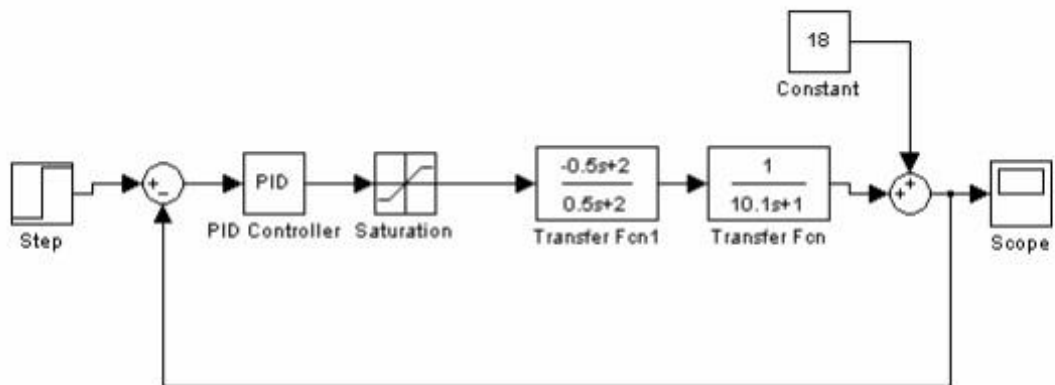 18
Constant
+
-
PID
-0.5s+2
0.5s+2
1
10.1s+1
+
+
Step
PID Controller
Saturation
Transfer Fcn1
Transfer Fcn
Scope